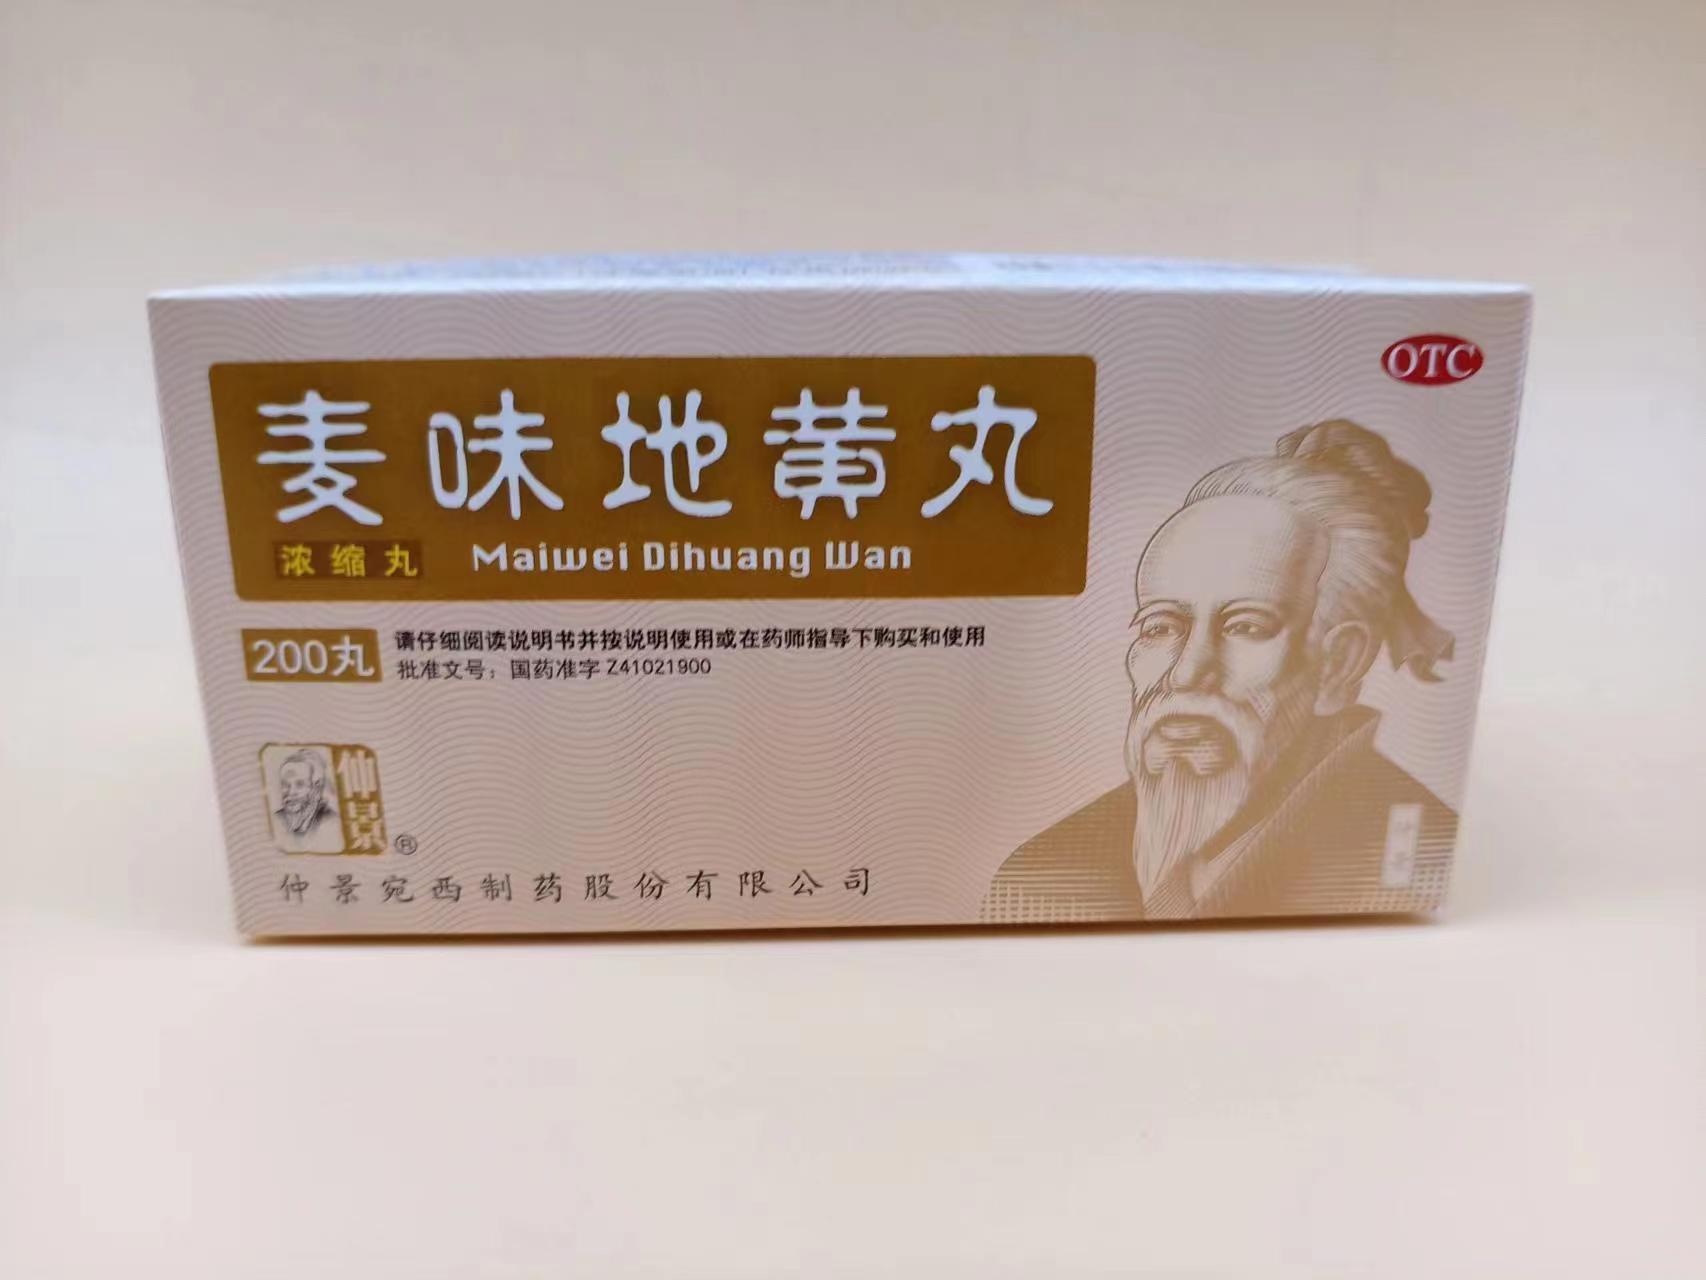 OTC
麦味地黄丸
浓缩丸 Maiwei Dihuang Wan
200丸
请仔细阅读说明书并按说明使用或在药师指导下购买和使用
批准文号：国药准字 Z41021900
仲景
®
仲景宛西制药股份有限公司